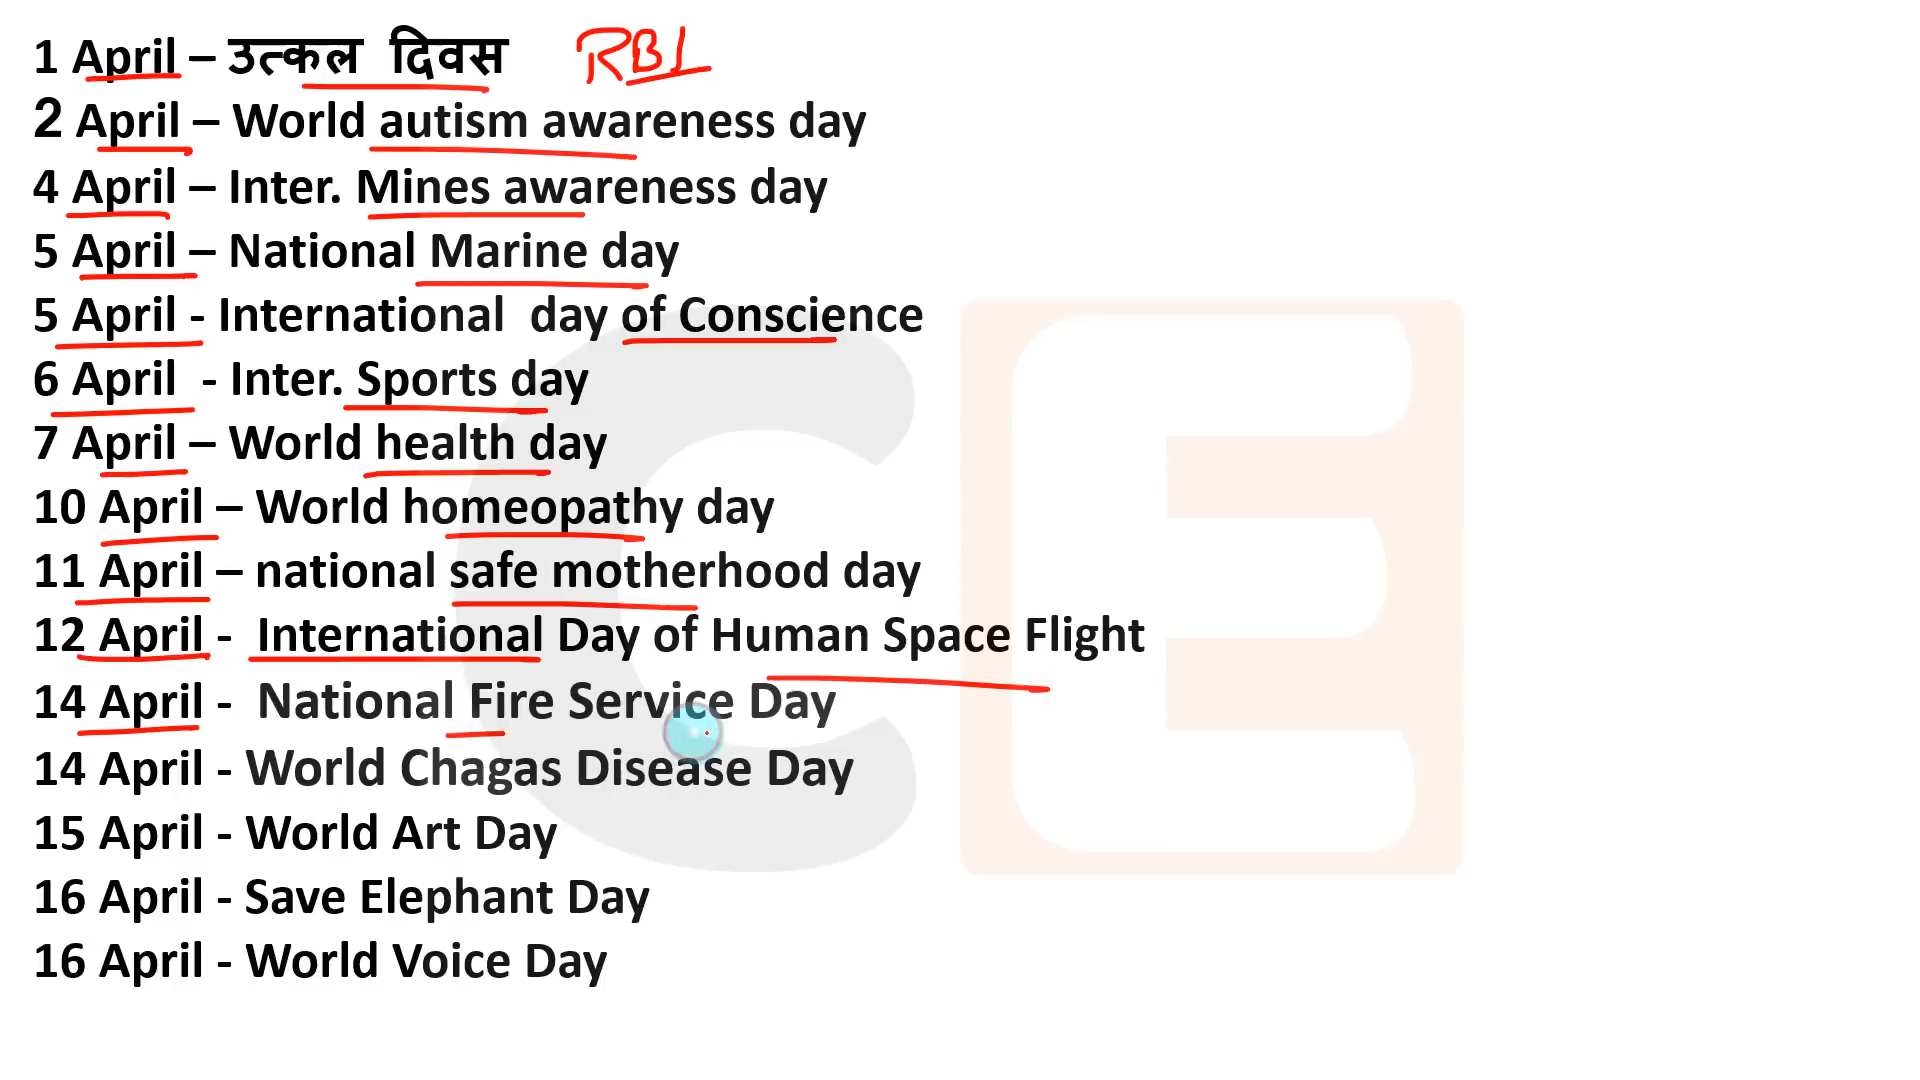 1 April – उत्कल दिवस RBI
2 April – World autism awareness day
4 April – Inter. Mines awareness day
5 April – National Marine day
5 April - International day of Conscience
6 April - Inter. Sports day
7 April – World health day
10 April – World homeopathy day
11 April – national safe motherhood day
12 April - International Day of Human Space Flight
14 April - National Fire Service Day
14 April - World Chagas Disease Day
15 April - World Art Day
16 April - Save Elephant Day
16 April - World Voice Day
CE